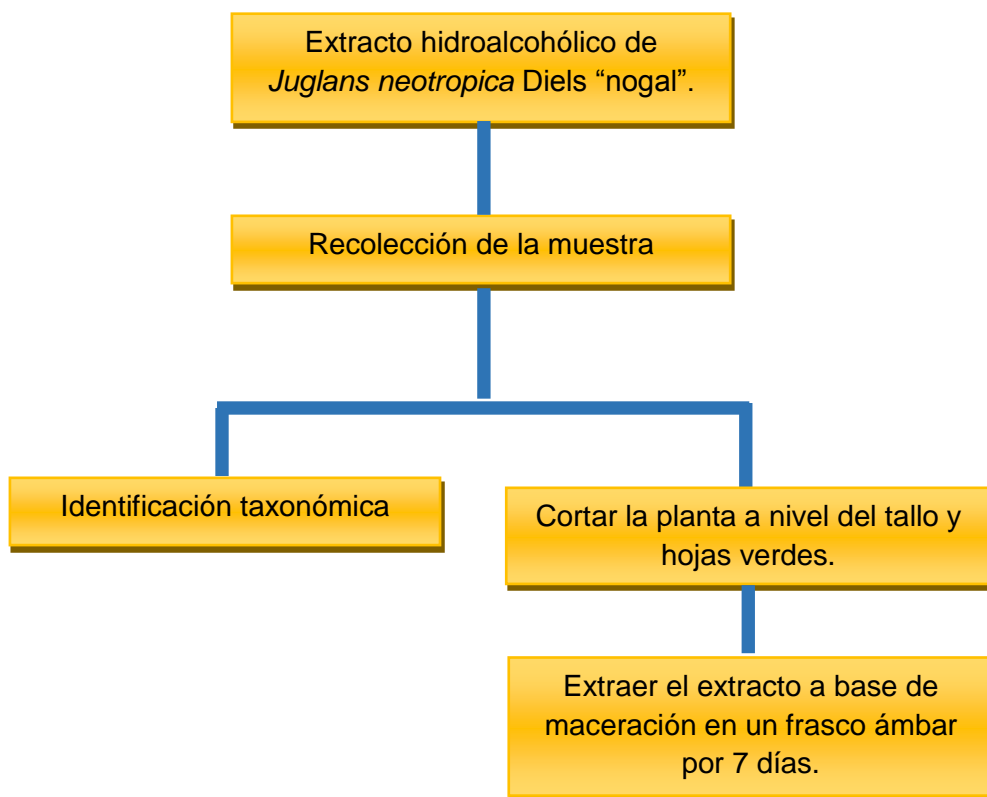 Extracto hidroalcohólico de
Juglans neotropica Diels “nogal”.
Recolección de la muestra
Identificación taxonómica
Cortar la planta a nivel del tallo y
hojas verdes.
Extraer el extracto a base de
maceración en un frasco ámbar
por 7 días.